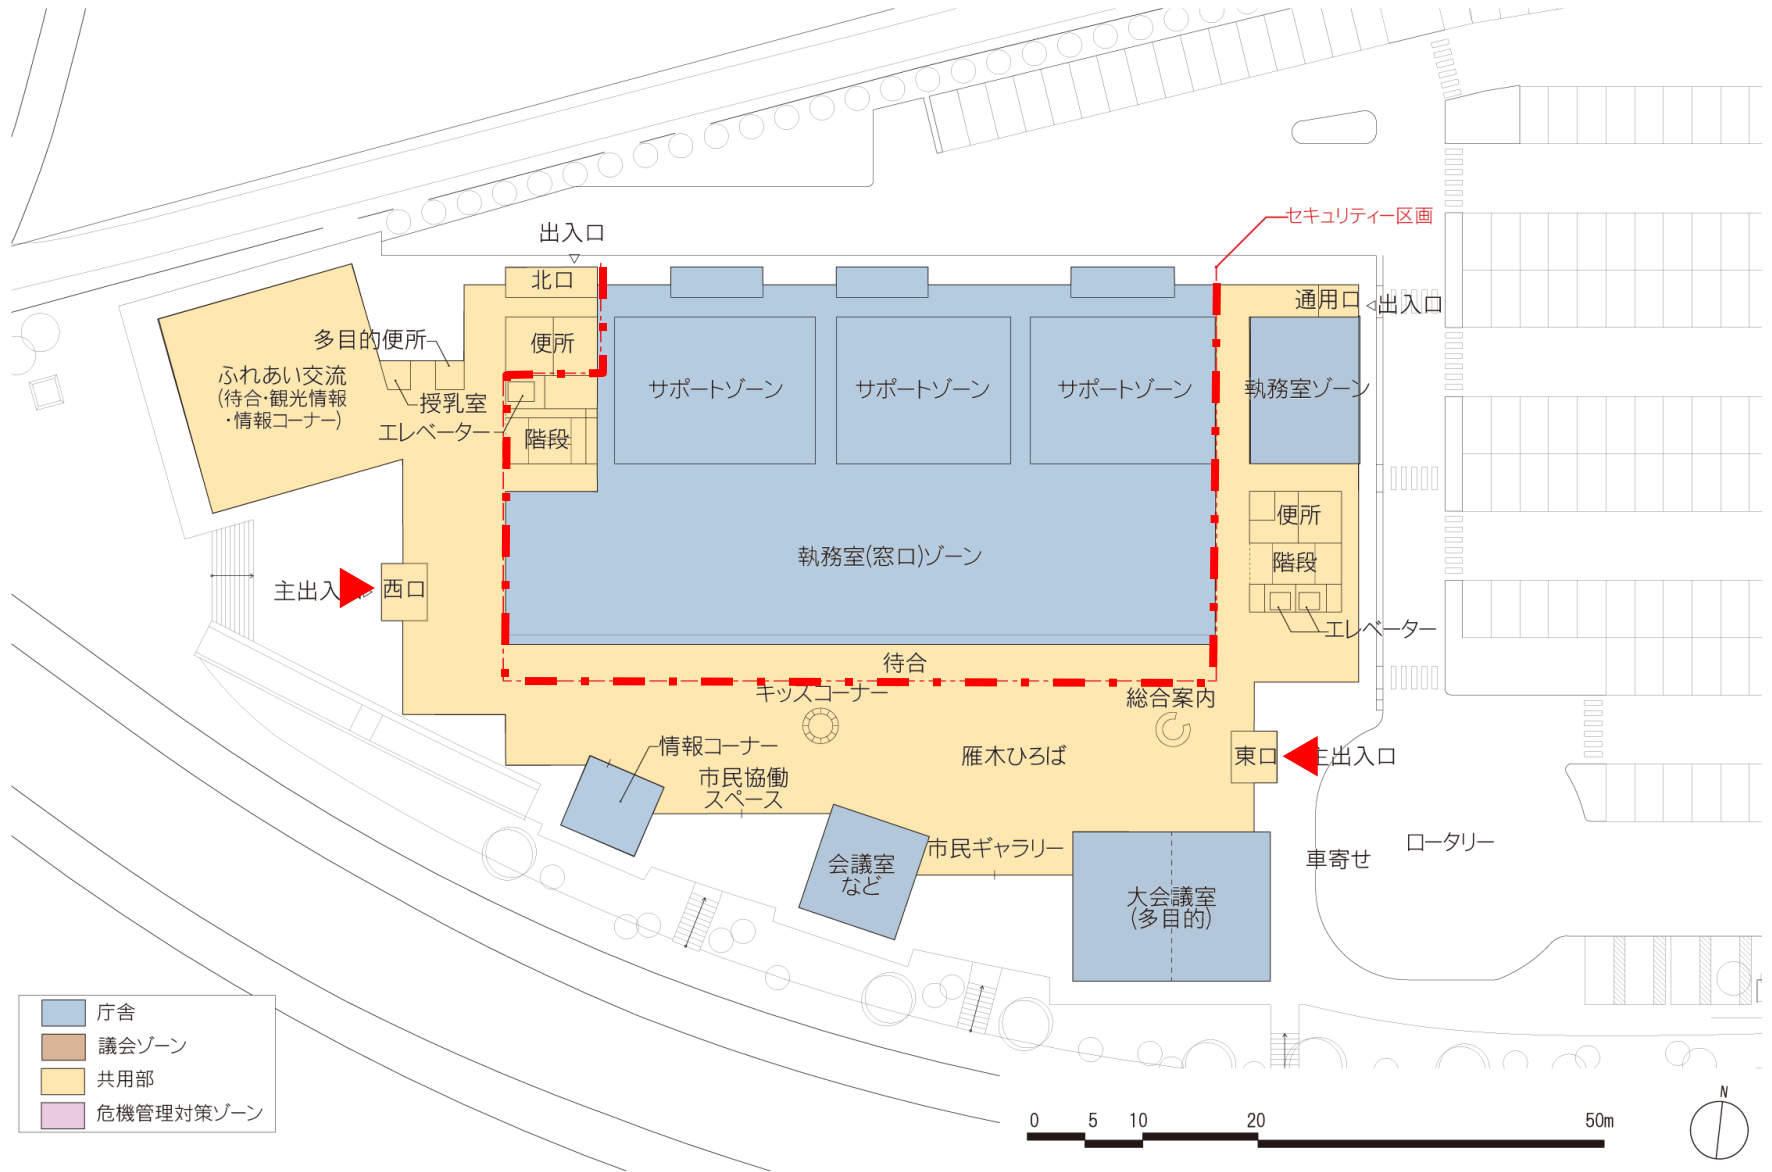 セキュリティー区画
出入口
北口
通用口
出入口
多目的便所
便所
ふれあい交流
(待合・観光情報
・情報コーナー)
授乳室
エレベーター
階段
サポートゾーン
サポートゾーン
サポートゾーン
執務室ゾーン
便所
階段
エレベーター
執務室(窓口)ゾーン
主出入
西口
待合
キッズコーナー
総合案内
情報コーナー
市民協働
スペース
雁木ひろば
東口
主出入口
市民ギャラリー
会議室
など
大会議室
(多目的)
車寄せ
ロータリー
庁舎
議会ゾーン
共用部
危機管理対策ゾーン
0 5 10 20 50m
N